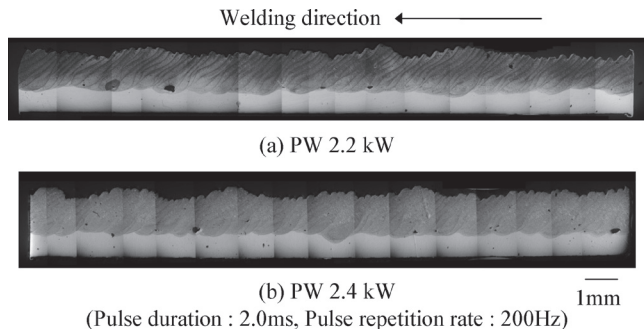 Welding direction
(a) PW 2.2 kW
(b) PW 2.4 kW
1mm
(Pulse duration : 2.0ms, Pulse repetition rate : 200Hz)